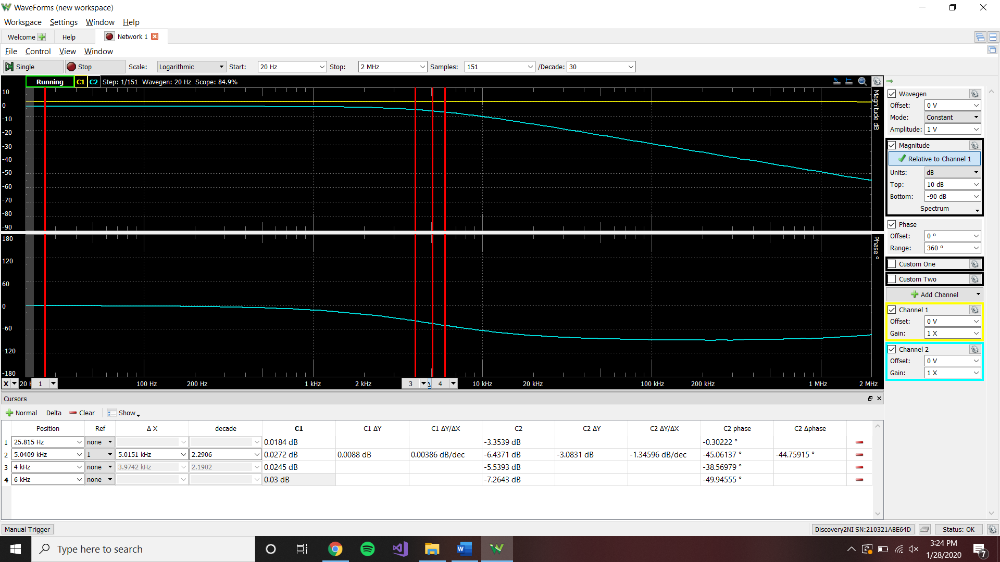 WaveForms (new workspace)
Workspace Settings Window Help
Welcome Help Network 1
File Control View Window
Single Stop Scale: Logarithmic Start: 20 Hz Stop: 2 MHz Samples: 151 /Decade: 30
Running C1 C2 Step: 1/151 Wavegen: 20 Hz Scope: 84.9%
10
0
-10
-20
-30
-40
-50
-60
-70
-80
-90
Magnitude dB
180
120
60
0
-60
-120
-180
Phase °
X 20 H 1 100 Hz 200 Hz 1 kHz 2 kHz 3 4 10 kHz 20 kHz 100 kHz 200 kHz 1 MHz 2 MHz
Wavegen
Offset: 0 V
Mode: Constant
Amplitude: 1 V
Magnitude
Relative to Channel 1
Units: dB
Top: 10 dB
Bottom: -90 dB
Spectrum
Phase
Offset: 0 °
Range: 360 °
Custom One
Custom Two
Add Channel
Channel 1
Offset: 0 V
Gain: 1 X
Channel 2
Offset: 0 V
Gain: 1 X
Cursors
Normal Delta Clear Show
Position Ref Δ X decade C1 C1 ΔY C1 ΔY/ΔX C2 C2 ΔY C2 ΔY/ΔX C2 phase C2 Δphase
1 25.815 Hz none 0.0184 dB -3.3539 dB -0.30222 °
2 5.0409 kHz 1 5.0151 kHz 2.2906 0.0272 dB 0.0088 dB 0.00386 dB/dec -6.4371 dB -3.0831 dB -1.34596 dB/dec -45.06137 ° -44.75915 °
3 4 kHz none 3.9742 kHz 2.1902 0.0245 dB -5.5393 dB -38.56979 °
4 6 kHz none 0.03 dB -7.2643 dB -49.94555 °
Manual Trigger Discovery2NI SN:210321ABE64D Status: OK
Type here to search
3:24 PM
1/28/2020
7